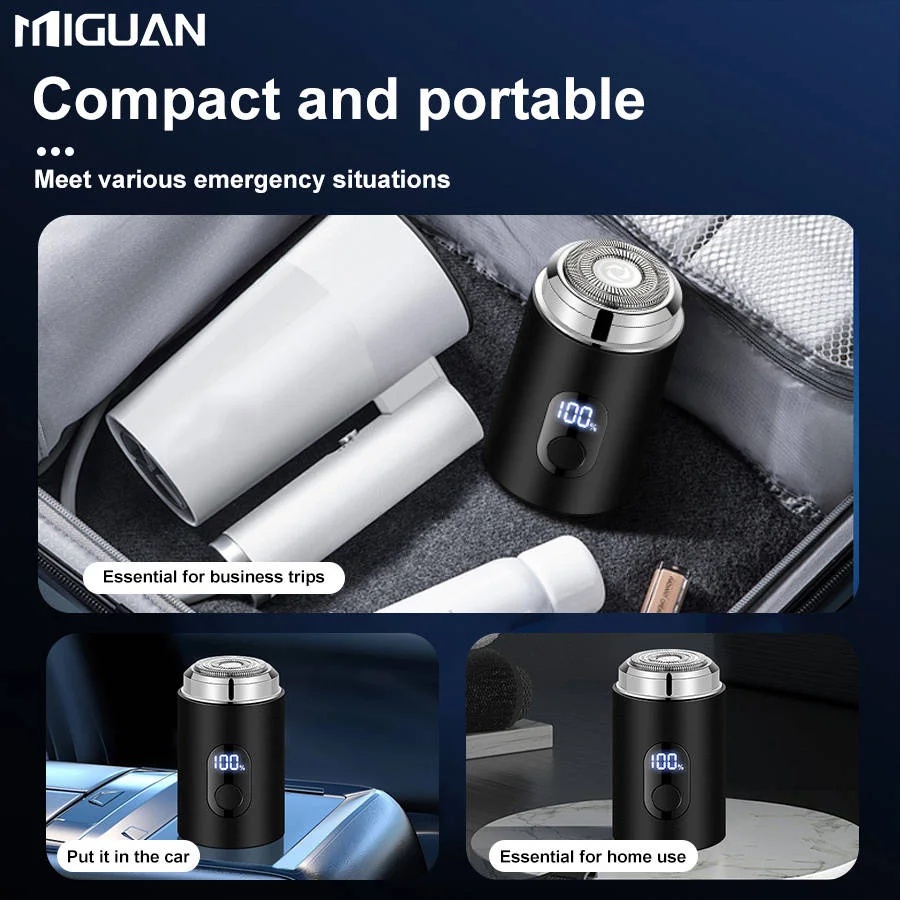 MIGUAN
Compact and portable
Meet various emergency situations
100%
Essential for business trips
100%
100%
Put it in the car
Essential for home use